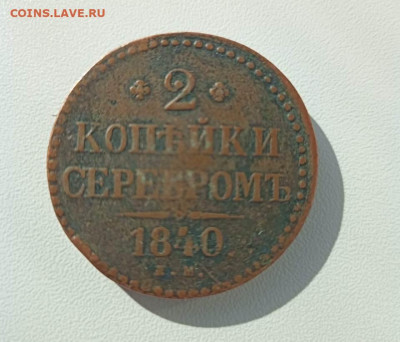 COINS.LAVE.RU
2
КОПѢЙКИ
СЕРЕБРОМЪ
1840